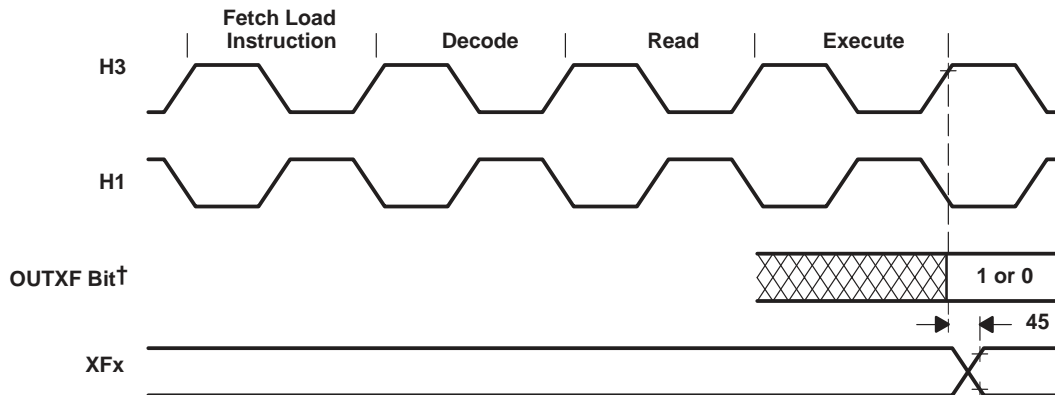 Fetch Load
Instruction
Decode
Read
Execute
H3
H1
OUTXF Bit†
1 or 0
45
XFx